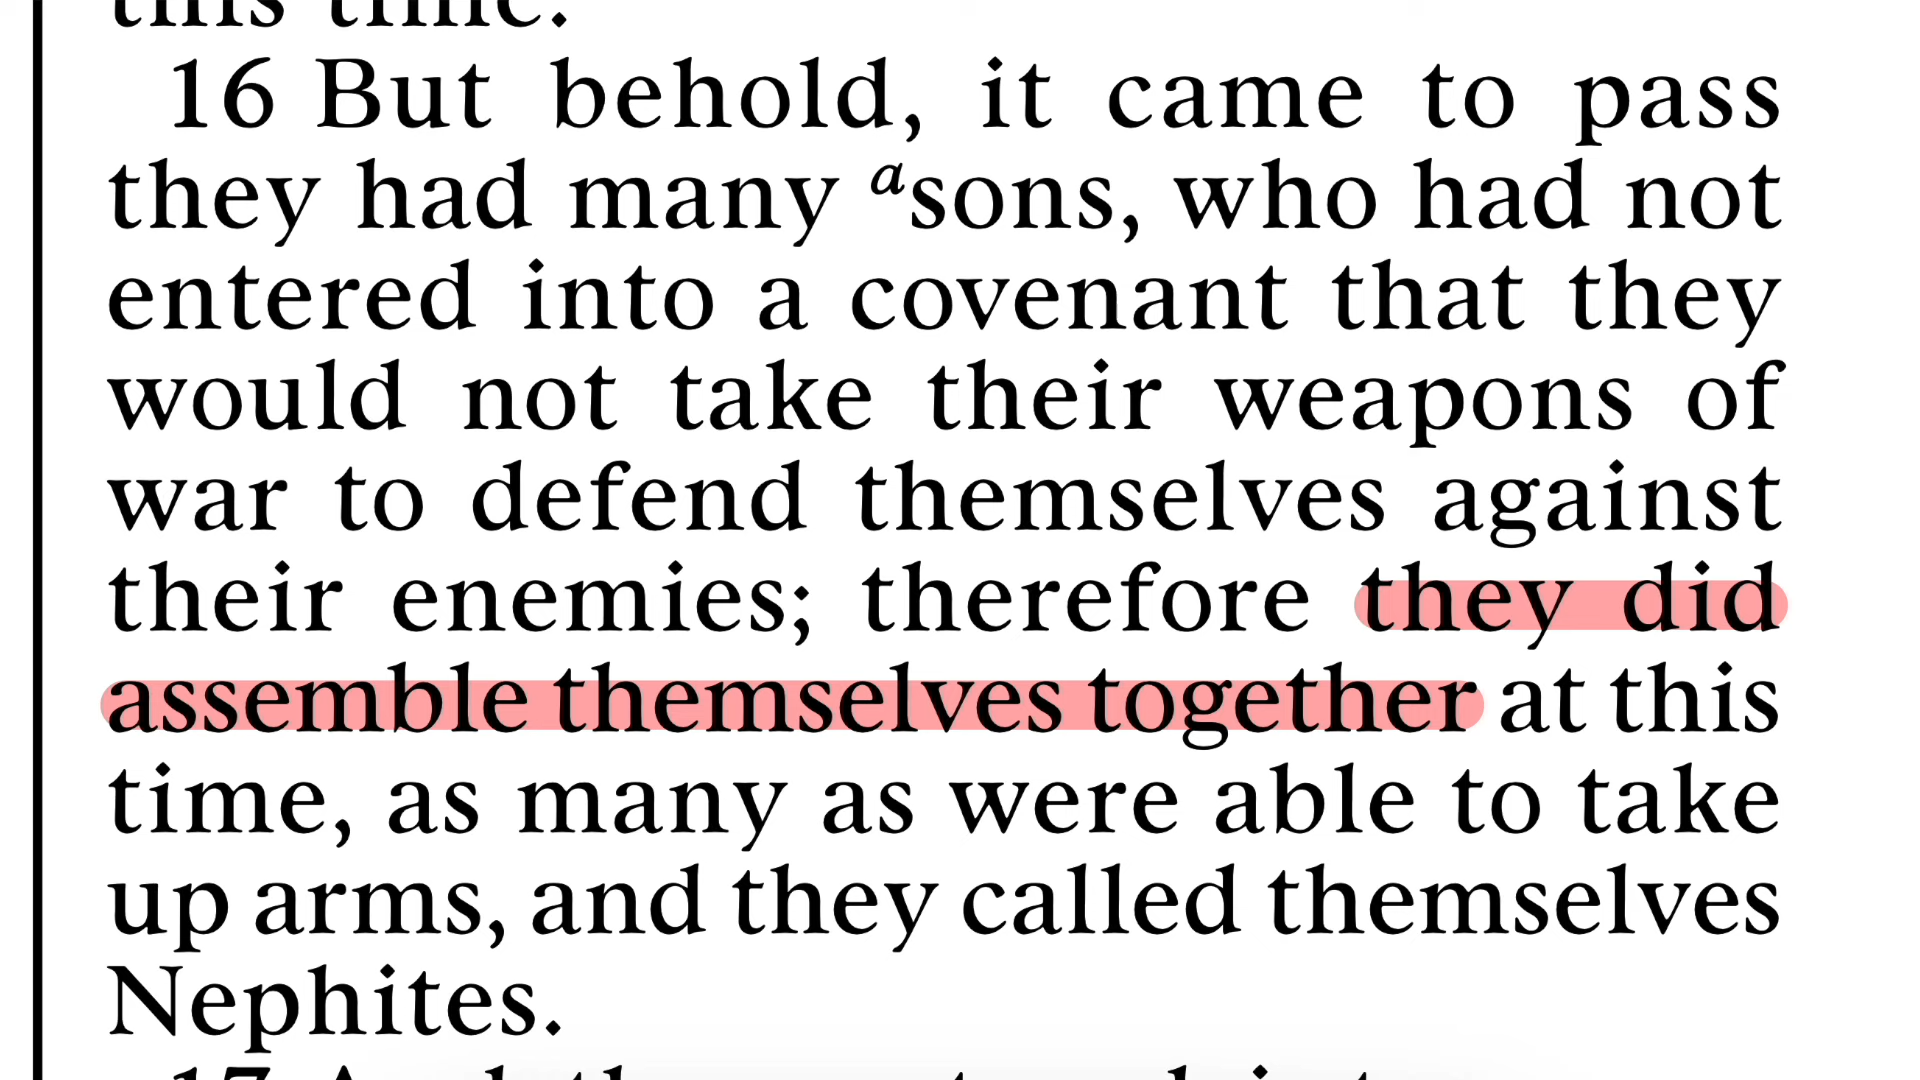 this time.
16 But behold, it came to pass
they had many asons, who had not
entered into a covenant that they
would not take their weapons of
war to defend themselves against
their enemies; therefore they did
assemble themselves together at this
time, as many as were able to take
up arms, and they called themselves
Nephites.